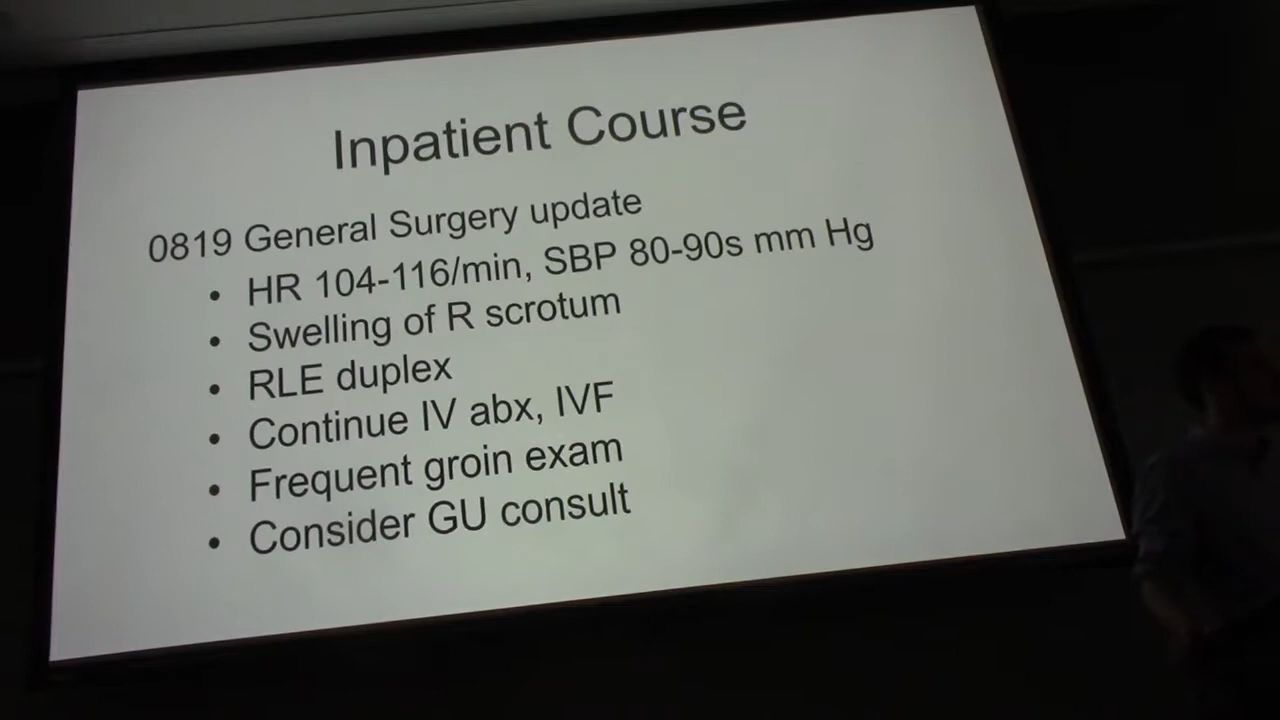 Inpatient Course
0819 General Surgery update
• HR 104-116/min, SBP 80-90s mm Hg
• Swelling of R scrotum
• RLE duplex
• Continue IV abx, IVF
• Frequent groin exam
• Consider GU consult